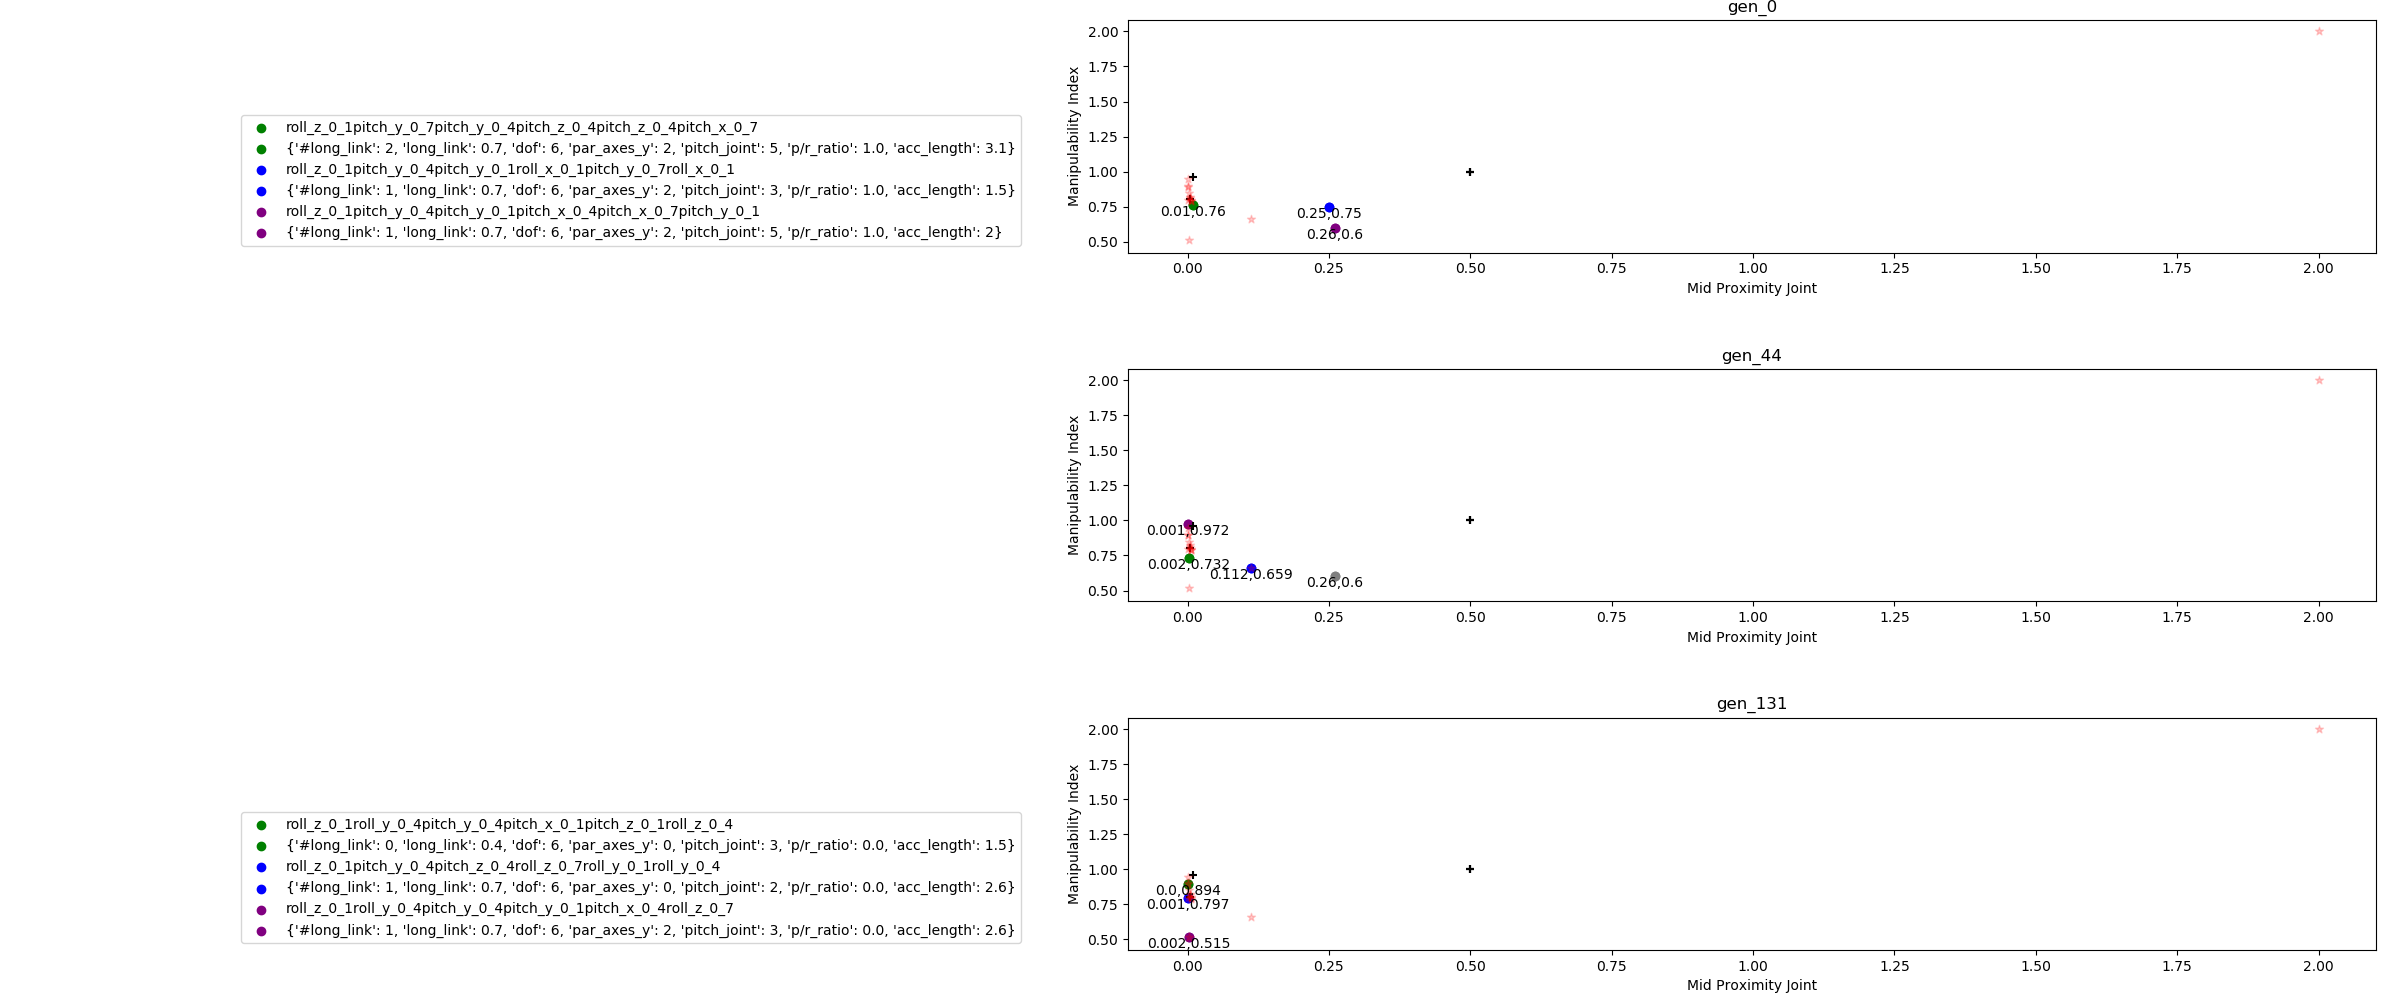 gen_0
2.00
1.75
1.50
1.25
1.00
0.75
0.50
Manipulability Index
roll_z_0_1pitch_y_0_7pitch_y_0_4pitch_z_0_4pitch_z_0_4pitch_x_0_7
{'#long_link': 2, 'long_link': 0.7, 'dof': 6, 'par_axes_y': 2, 'pitch_joint': 5, 'p/r_ratio': 1.0, 'acc_length': 3.1}
roll_z_0_1pitch_y_0_4pitch_y_0_1roll_x_0_1pitch_y_0_7roll_x_0_1
{'#long_link': 1, 'long_link': 0.7, 'dof': 6, 'par_axes_y': 2, 'pitch_joint': 3, 'p/r_ratio': 1.0, 'acc_length': 1.5}
roll_z_0_1pitch_y_0_4pitch_y_0_1pitch_x_0_4pitch_x_0_7pitch_y_0_1
{'#long_link': 1, 'long_link': 0.7, 'dof': 6, 'par_axes_y': 2, 'pitch_joint': 5, 'p/r_ratio': 1.0, 'acc_length': 2}
0.01,0.76
0.25,0.75
0.26,0.6
0.00 0.25 0.50 0.75 1.00 1.25 1.50 1.75 2.00
Mid Proximity Joint
gen_44
2.00
1.75
1.50
1.25
1.00
0.75
0.50
Manipulability Index
0.001,0.972
0.002,0.732
0.112,0.659
0.26,0.6
0.00 0.25 0.50 0.75 1.00 1.25 1.50 1.75 2.00
Mid Proximity Joint
gen_131
2.00
1.75
1.50
1.25
1.00
0.75
0.50
Manipulability Index
roll_z_0_1roll_y_0_4pitch_y_0_4pitch_x_0_1pitch_z_0_1roll_z_0_4
{'#long_link': 0, 'long_link': 0.4, 'dof': 6, 'par_axes_y': 0, 'pitch_joint': 3, 'p/r_ratio': 0.0, 'acc_length': 1.5}
roll_z_0_1pitch_y_0_4pitch_z_0_4roll_z_0_7roll_y_0_1roll_y_0_4
{'#long_link': 1, 'long_link': 0.7, 'dof': 6, 'par_axes_y': 0, 'pitch_joint': 2, 'p/r_ratio': 0.0, 'acc_length': 2.6}
roll_z_0_1roll_y_0_4pitch_y_0_4pitch_y_0_1pitch_x_0_4roll_z_0_7
{'#long_link': 1, 'long_link': 0.7, 'dof': 6, 'par_axes_y': 2, 'pitch_joint': 3, 'p/r_ratio': 0.0, 'acc_length': 2.6}
0.0,0.894
0.001,0.797
0.002,0.515
0.00 0.25 0.50 0.75 1.00 1.25 1.50 1.75 2.00
Mid Proximity Joint